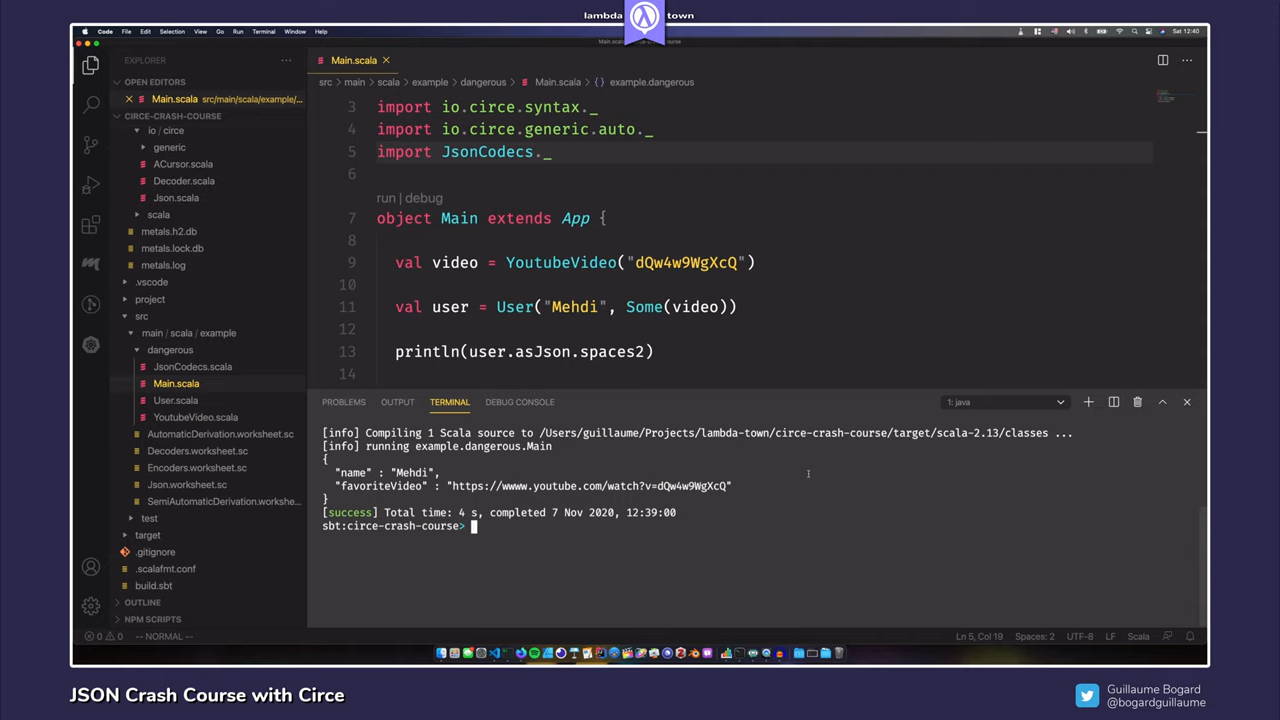 lambda town
Code File Edit Selection View Go Run Terminal Window Help
Sat 12:40
EXPLORER
OPEN EDITORS
Main.scala src/main/scala/example/...
CIRCE-CRASH-COURSE
io / circe
generic
ACursor.scala
Decoder.scala
Json.scala
scala
metals.h2.db
metals.lock.db
metals.log
.vscode
project
src
main / scala / example
dangerous
JsonCodecs.scala
Main.scala
User.scala
YoutubeVideo.scala
AutomaticDerivation.worksheet.sc
Decoders.worksheet.sc
Encoders.worksheet.sc
Json.worksheet.sc
SemiAutomaticDerivation.workshe...
test
target
.gitignore
.scalafmt.conf
build.sbt
OUTLINE
NPM SCRIPTS
Main.scala
src › main › scala › example › dangerous › Main.scala › {} example.dangerous
3 import io.circe.syntax._
4 import io.circe.generic.auto._
5 import JsonCodecs._
6
run | debug
7 object Main extends App {
8
9 val video = YoutubeVideo("dQw4w9WgXcQ")
10
11 val user = User("Mehdi", Some(video))
12
13 println(user.asJson.spaces2)
14
PROBLEMS OUTPUT TERMINAL DEBUG CONSOLE 1: java
[info] Compiling 1 Scala source to /Users/guillaume/Projects/lambda-town/circe-crash-course/target/scala-2.13/classes ...
[info] running example.dangerous.Main
{
"name" : "Mehdi",
"favoriteVideo" : "https://wwww.youtube.com/watch?v=dQw4w9WgXcQ"
}
[success] Total time: 4 s, completed 7 Nov 2020, 12:39:00
sbt:circe-crash-course>
0 0 -- NORMAL --
Ln 5, Col 19 Spaces: 2 UTF-8 LF Scala
JSON Crash Course with Circe
Guillaume Bogard
@bogardguillaume